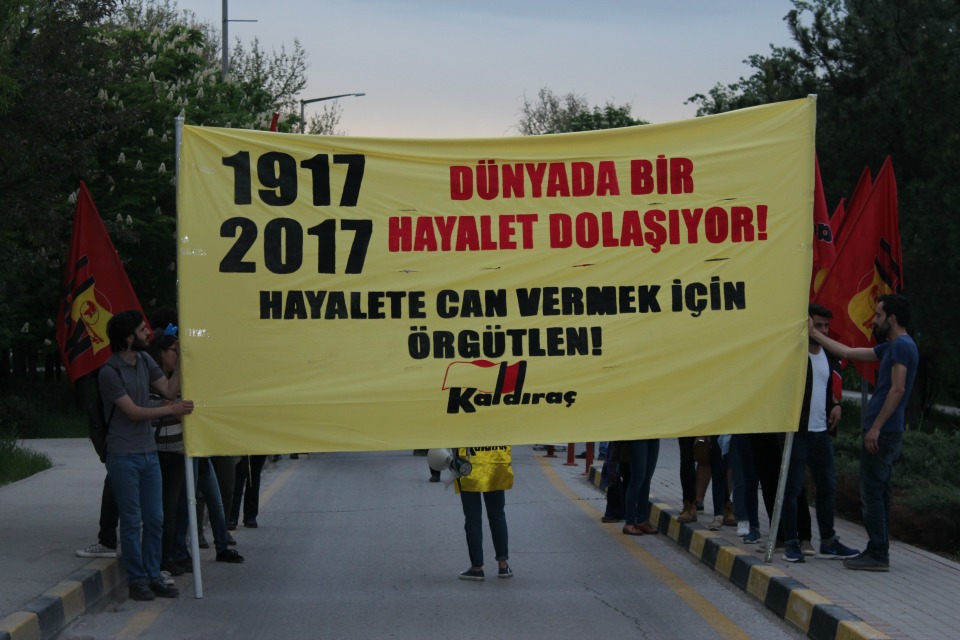 1917 DÜNYADA BİR
2017 HAYALET DOLAŞIYOR!
HAYALETE CAN VERMEK İÇİN
ÖRGÜTLEN!
Kaldıraç